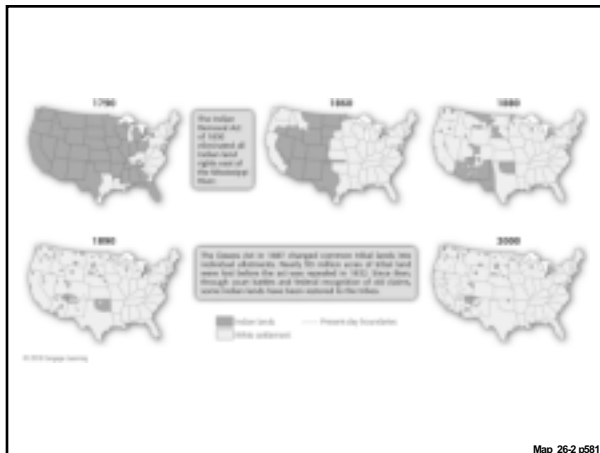 1790
The Indian
Removal Act
of 1830
eliminated all
Indian land
rights east of
the Mississippi
River.
1860
1880
1890
The Dawes Act in 1887 changed common tribal lands into
individual allotments. Nearly 90 million acres of tribal land
were lost before the act was repealed in 1932. Since then,
through court battles and federal recognition of old claims,
some Indian lands have been restored to the tribes.
2000
Indian lands
Present-day boundaries
White settlement
Cengage Learning
Map 26-2 p581